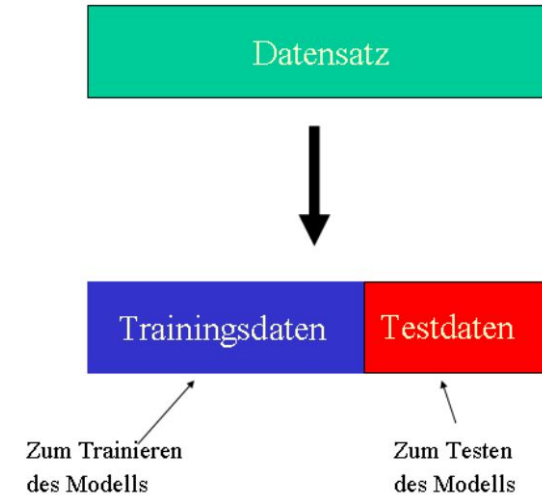 Datensatz
Trainingsdaten
Testdaten
Zum Trainieren
des Modells
Zum Testen
des Modells